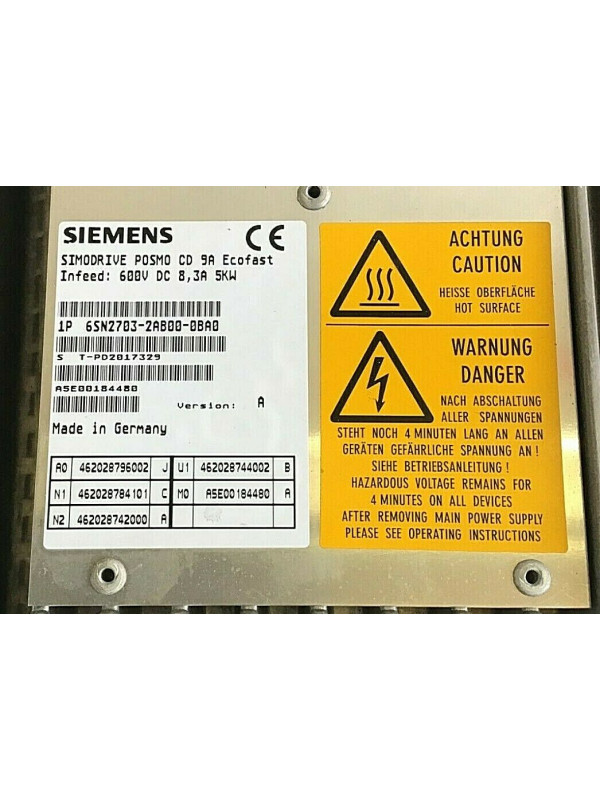 SIEMENS
CE
SIMODRIVE POSMO CD 9A Ecofast
Infeed: 600V DC 8,3A 5KW
1P 6SN2703-2AB00-0BA0
S T-PD2017329
A5E00184480
Version: A
Made in Germany
A0 462028796002 J U1 462028744002 B
N1 462028784101 C M0 A5E00184480 A
N2 462028742000 A
ACHTUNG
CAUTION
HEISSE OBERFLÄCHE
HOT SURFACE
WARNUNG
DANGER
NACH ABSCHALTUNG
ALLER SPANNUNGEN
STEHT NOCH 4 MINUTEN LANG AN ALLEN
GERÄTEN GEFÄHRLICHE SPANNUNG AN !
SIEHE BETRIEBSANLEITUNG !
HAZARDOUS VOLTAGE REMAINS FOR
4 MINUTES ON ALL DEVICES
AFTER REMOVING MAIN POWER SUPPLY
PLEASE SEE OPERATING INSTRUCTIONS